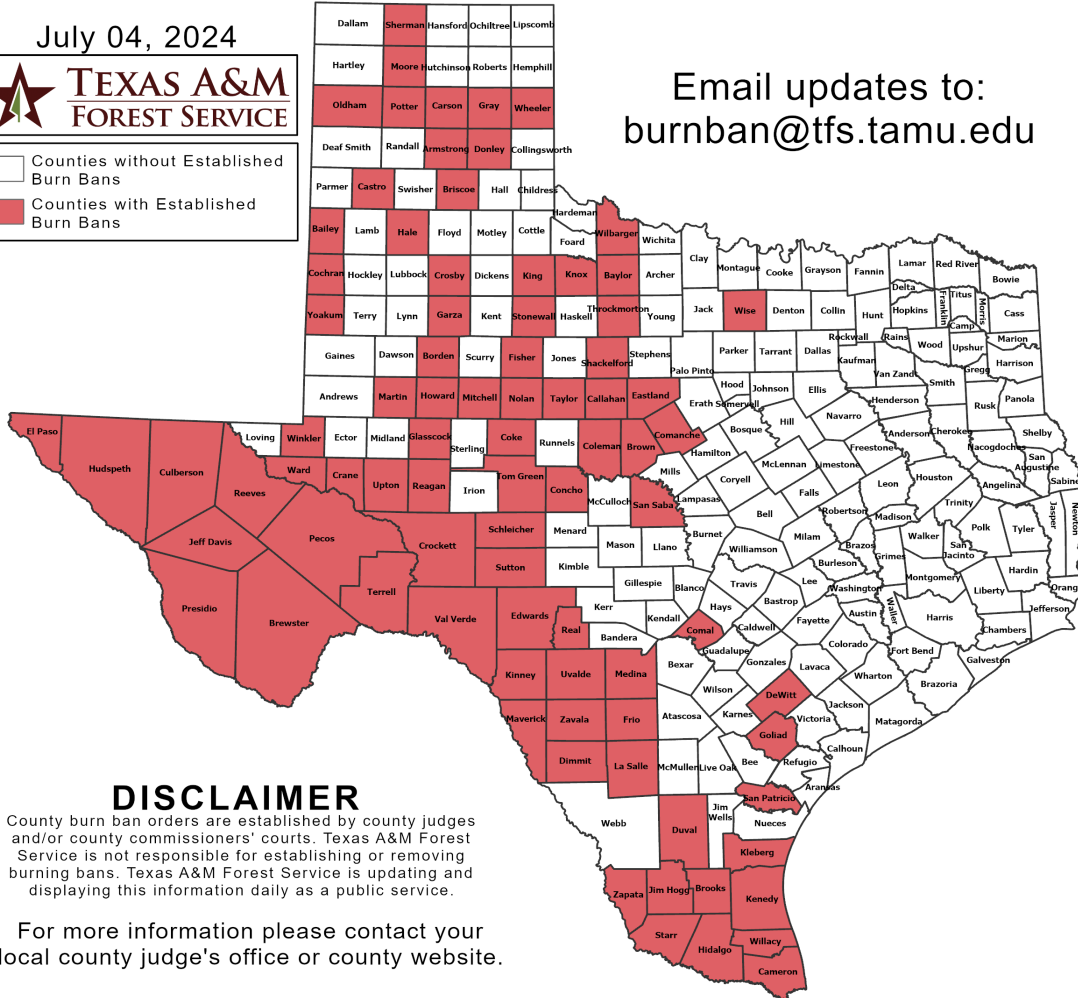 July 04, 2024
TEXAS A&M
FOREST SERVICE
Counties without Established
Burn Bans
Counties with Established
Burn Bans
Email updates to:
burnban@tfs.tamu.edu
Dallam Sherman Hansford Ochiltree Lipscomb
Hartley Moore Hutchinson Roberts Hemphill
Oldham Potter Carson Gray Wheeler
Deaf Smith Randall Armstrong Donley Collingsworth
Parmer Castro Swisher Briscoe Hall Childress
Hardeman
Bailey Lamb Hale Floyd Motley Cottle Foard Wilbarger Wichita
Clay Montague Cooke Grayson Fannin Lamar Red River Bowie
Cochran Hockley Lubbock Crosby Dickens King Knox Baylor Archer
Delta Franklin Titus Morris Cass
Yoakum Terry Lynn Garza Kent Stonewall Haskell Throckmorton Young Jack Wise Denton Collin Hunt Hopkins
Camp
Rockwall Rains Wood Upshur Marion
Gaines Dawson Borden Scurry Fisher Jones Shackelford Stephens Palo Pinto Parker Tarrant Dallas Kaufman Van Zandt Gregg Harrison
Andrews Martin Howard Mitchell Nolan Taylor Callahan Eastland Erath Hood Somervell Johnson Ellis Henderson Smith Rusk Panola
El Paso Loving Winkler Ector Midland Glasscock Sterling Coke Runnels Coleman Brown Comanche Hamilton Bosque Hill Navarro Freestone Anderson Cherokee Nacogdoches Shelby
San
Augustine
Sabine
Hudspeth Culberson Reeves Ward Crane Upton Reagan Irion Tom Green Concho McCulloch San Saba Mills Lampasas Coryell McLennan Limestone Leon Houston Angelina
Falls Robertson Madison Trinity Polk Tyler Jasper Newton
Jeff Davis Pecos Crockett Schleicher Menard Mason Llano Burnet Bell Milam Brazos Grimes Walker
San
Jacinto
Sutton Kimble Williamson Burleson Montgomery Liberty Hardin
Terrell Gillespie Blanco Travis Lee Washington Orang
Presidio Brewster Val Verde Edwards Real Kerr Kendall Hays Bastrop Fayette Austin Waller Harris Chambers Jefferson
Bandera Comal Caldwell Guadalupe Gonzales Colorado Fort Bend Galveston
Kinney Uvalde Medina Bexar Wilson Lavaca Wharton Brazoria
Maverick Zavala Frio Atascosa Karnes DeWitt Victoria Jackson Matagorda
Goliad Calhoun
Dimmit La Salle McMullen Live Oak Bee Refugio Aransas
Webb Duval
Jim
Wells
San Patricio
Nueces
Kleberg
Zapata Jim Hogg Brooks Kenedy
Starr Hidalgo Willacy
Cameron
DISCLAIMER
County burn ban orders are established by county judges
and/or county commissioners' courts. Texas A&M Forest
Service is not responsible for establishing or removing
burning bans. Texas A&M Forest Service is updating and
displaying this information daily as a public service.
For more information please contact your
local county judge's office or county website.